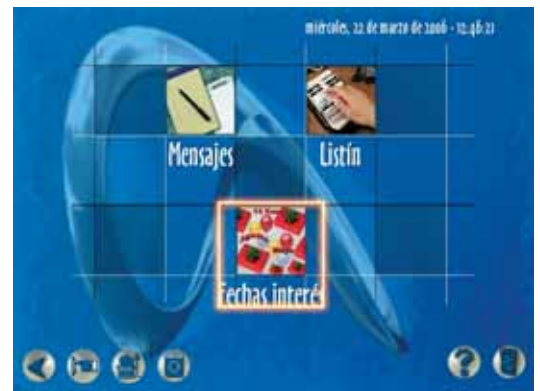 miércoles, 22 de marzo de 2006 - 12:46:21
Mensajes
Listín
Fechas interés
?